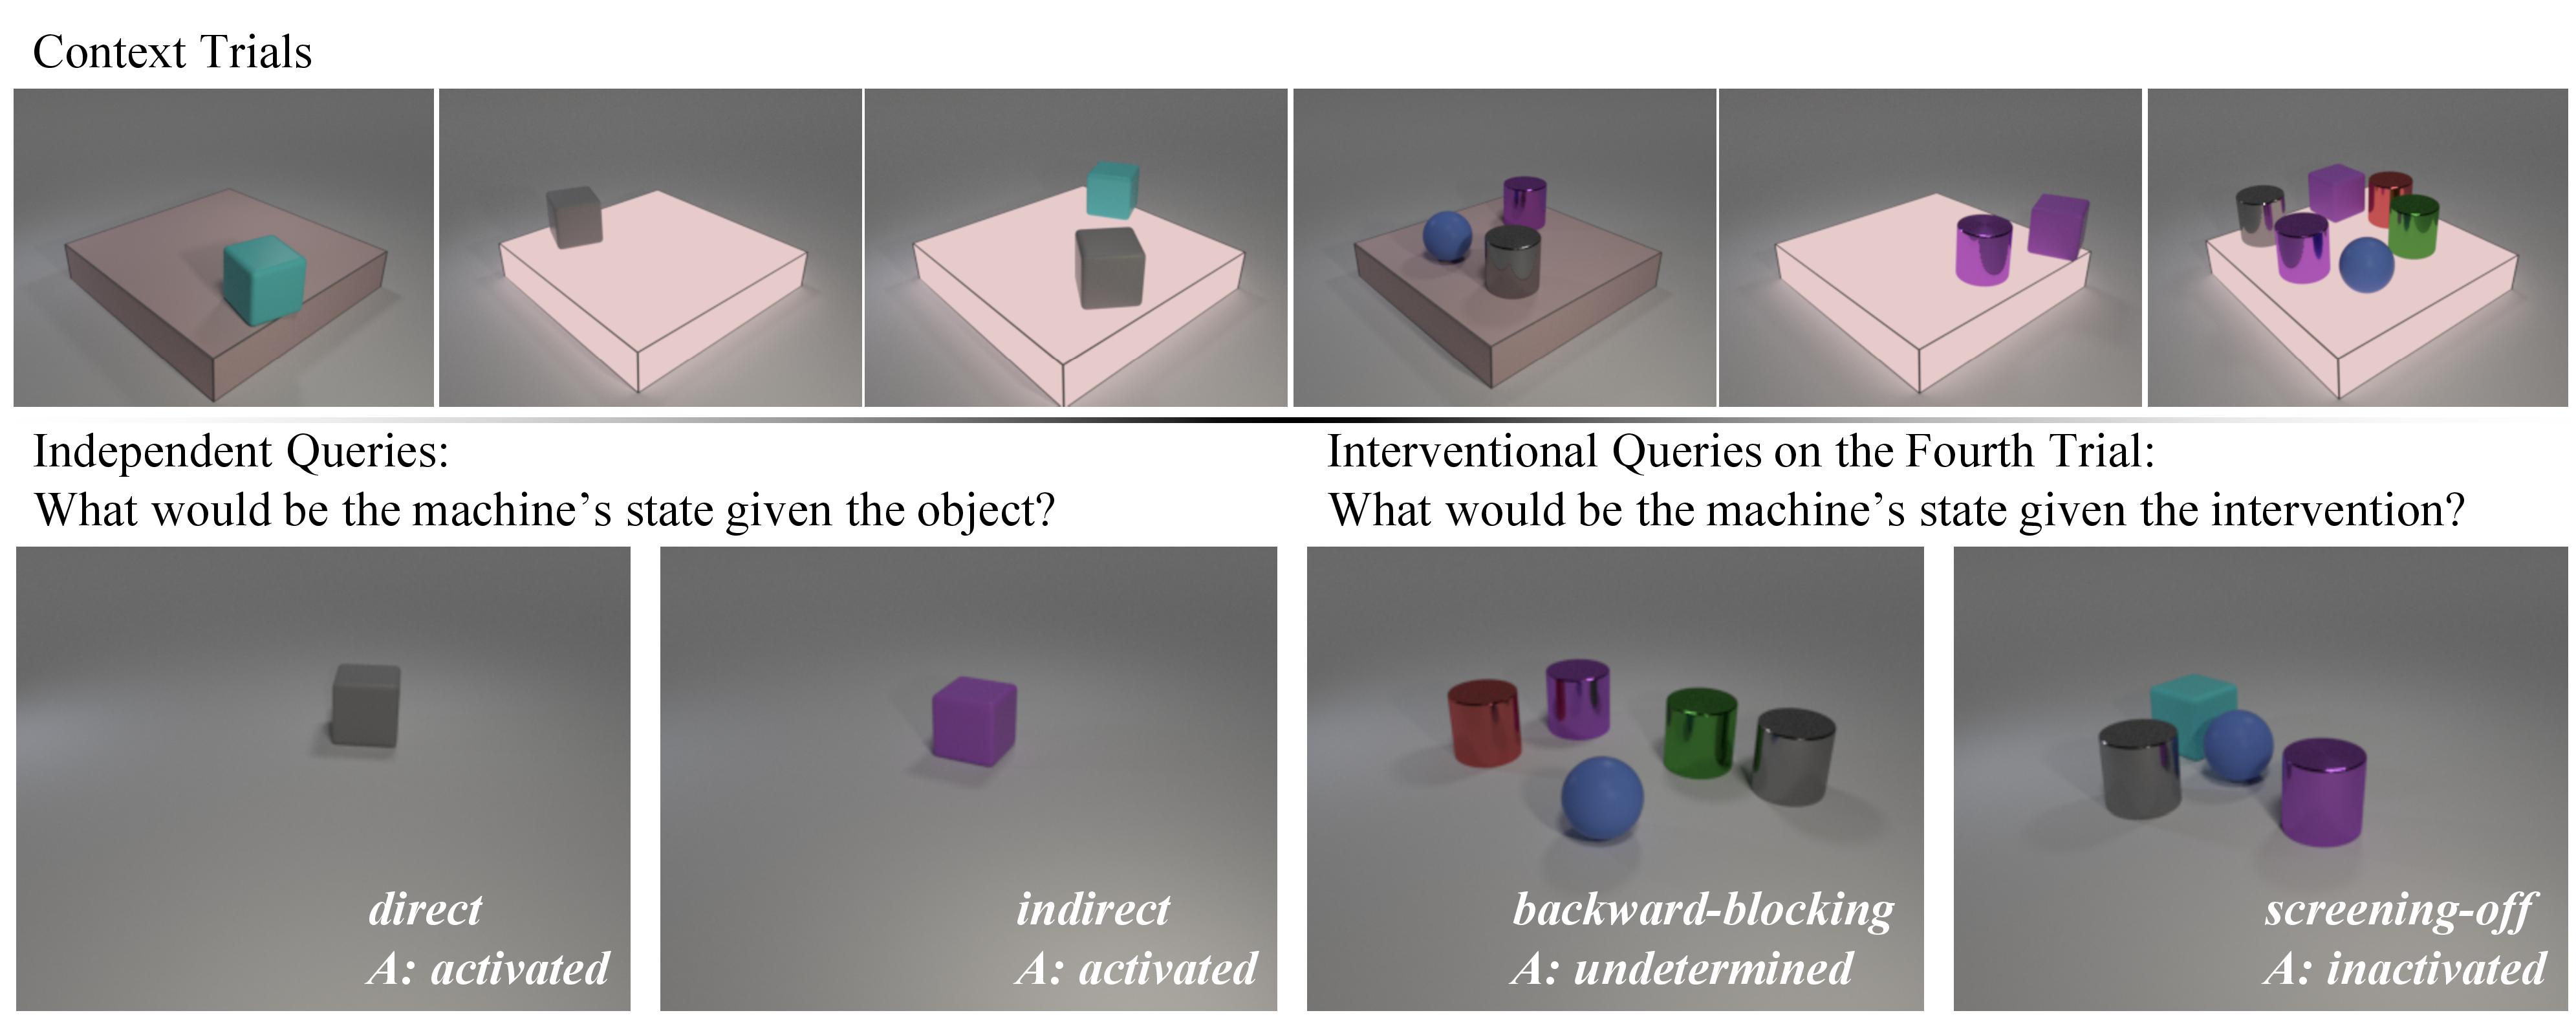 Context Trials
Independent Queries:
What would be the machine's state given the object?
Interventional Queries on the Fourth Trial:
What would be the machine's state given the intervention?
direct
A: activated
indirect
A: activated
backward-blocking
A: undetermined
screening-off
A: inactivated